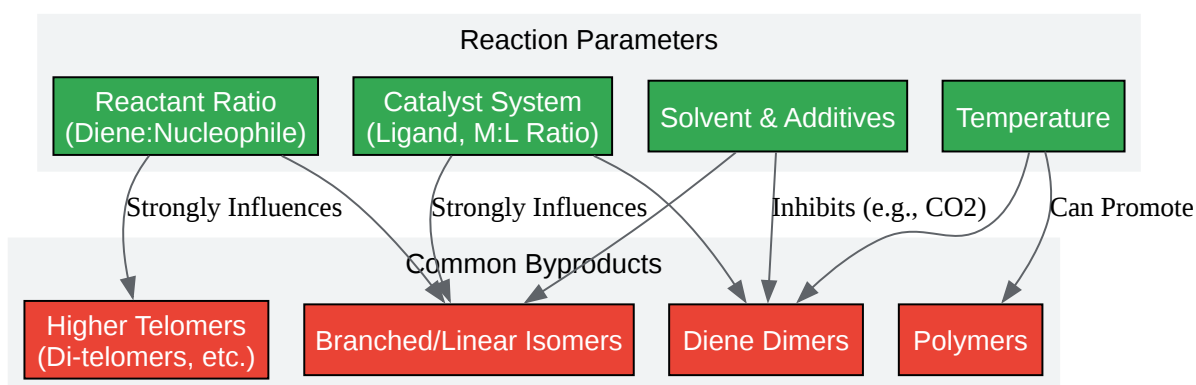 Reaction Parameters
Reactant Ratio
(Diene:Nucleophile)
Catalyst System
(Ligand, M:L Ratio)
Solvent & Additives
Temperature
Strongly Influences
Strongly Influences
Inhibits (e.g., CO2)
Can Promote
Common Byproducts
Higher Telomers
(Di-telomers, etc.)
Branched/Linear Isomers
Diene Dimers
Polymers